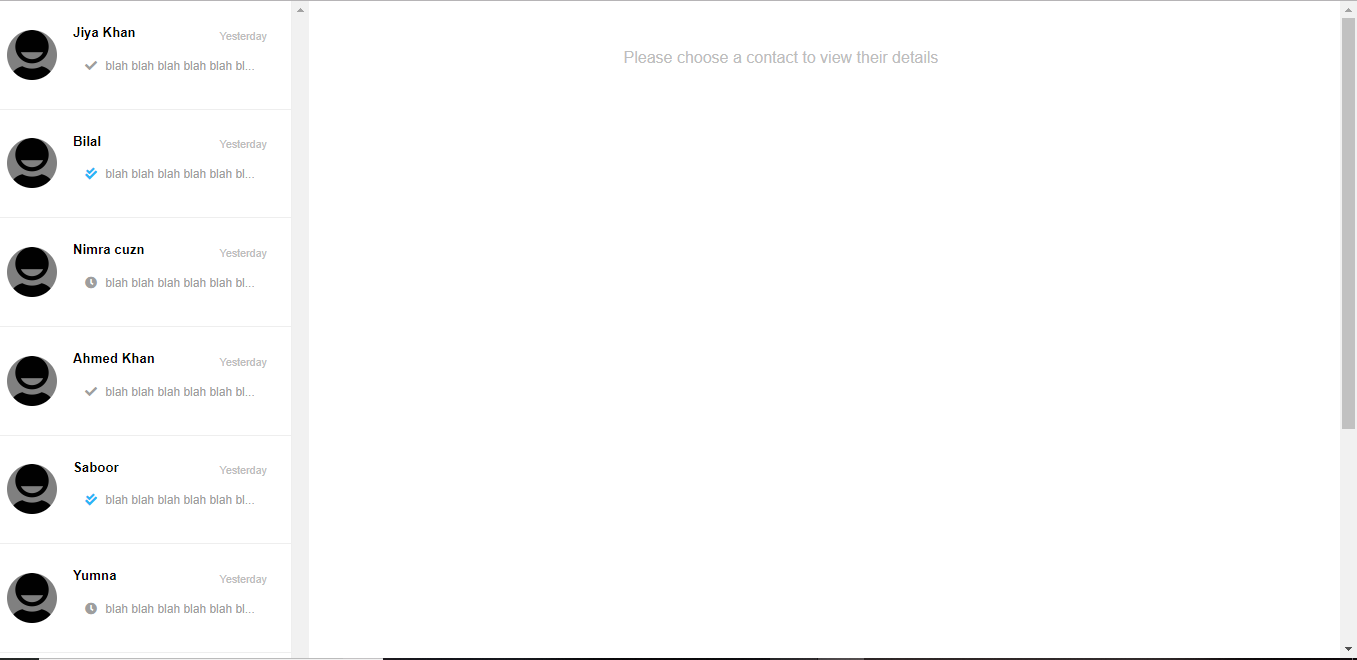 Jiya Khan
Yesterday
blah blah blah blah blah bl...
Please choose a contact to view their details
Bilal
Yesterday
blah blah blah blah blah bl...
Nimra cuzn
Yesterday
blah blah blah blah blah bl...
Ahmed Khan
Yesterday
blah blah blah blah blah bl...
Saboor
Yesterday
blah blah blah blah blah bl...
Yumna
Yesterday
blah blah blah blah blah bl...